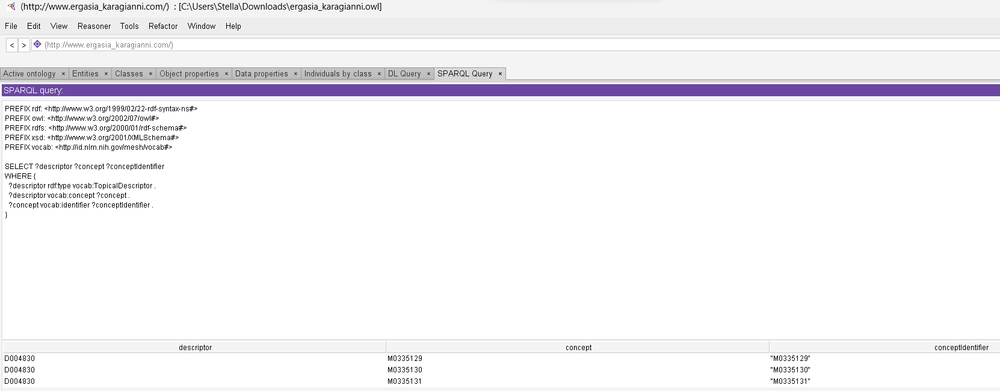 (http://www.ergasia_karagianni.com/) : [C:\Users\Stella\Downloads\ergasia_karagianni.owl]
File Edit View Reasoner Tools Refactor Window Help
< > (http://www.ergasia_karagianni.com/)
Active ontology × Entities × Classes × Object properties × Data properties × Individuals by class × DL Query × SPARQL Query ×
SPARQL query:
PREFIX rdf: <http://www.w3.org/1999/02/22-rdf-syntax-ns#>
PREFIX owl: <http://www.w3.org/2002/07/owl#>
PREFIX rdfs: <http://www.w3.org/2000/01/rdf-schema#>
PREFIX xsd: <http://www.w3.org/2001/XMLSchema#>
PREFIX vocab: <http://id.nlm.nih.gov/mesh/vocab#>
SELECT ?descriptor ?concept ?conceptIdentifier
WHERE {
?descriptor rdf:type vocab:TopicalDescriptor .
?descriptor vocab:concept ?concept .
?concept vocab:identifier ?conceptIdentifier .
}
descriptor concept conceptIdentifier
D004830 M0335129 "M0335129"
D004830 M0335130 "M0335130"
D004830 M0335131 "M0335131"